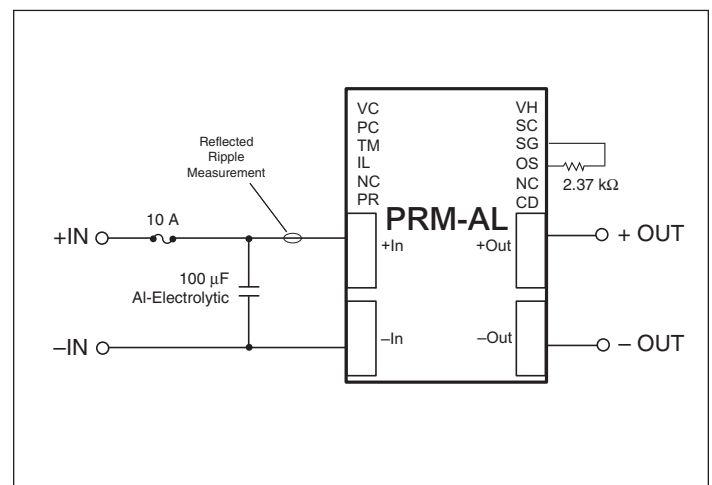 VC
PC
TM
IL
NC
PR
VH
SC
SG
OS
NC
CD
2.37 kΩ
Reflected
Ripple
Measurement
PRM-AL
10 A
+IN
+In
+Out
+ OUT
100 μF
Al-Electrolytic
–IN
–In
–Out
– OUT